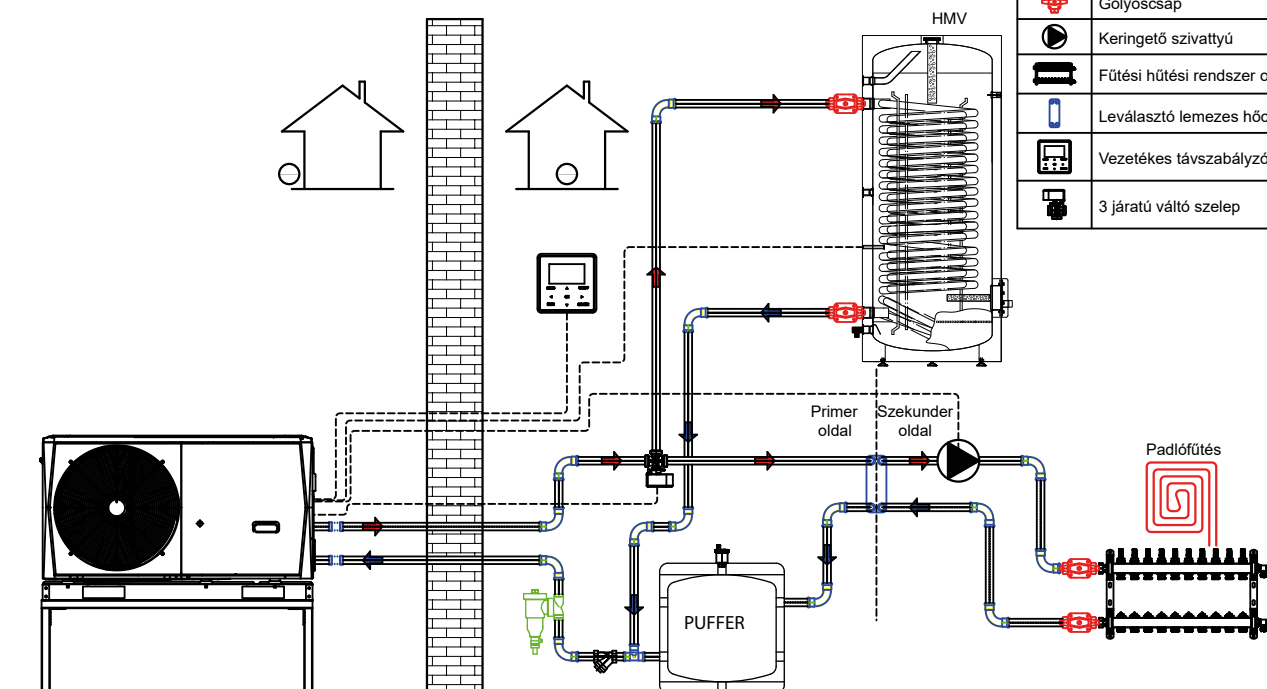 HMV
Golyóscsap
Keringető szivattyú
Fűtési hűtési rendszer
Leválasztó lemezes
Vezetékes távszabályzó
3 járatú váltó szelep
Primer
oldal
Szekunder
oldal
Padlófűtés
PUFFER